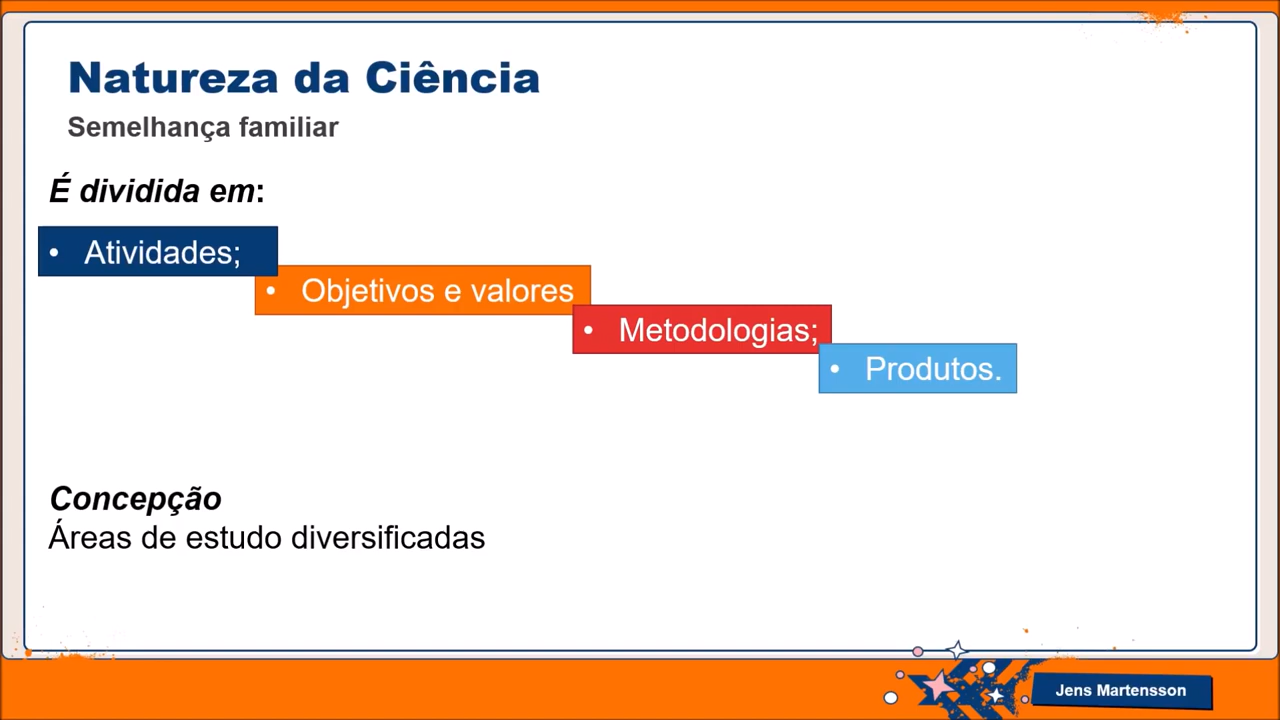 Natureza da Ciência
Semelhança familiar
É dividida em:
• Atividades;
• Objetivos e valores
• Metodologias;
• Produtos.
Concepção
Áreas de estudo diversificadas
Jens Martensson